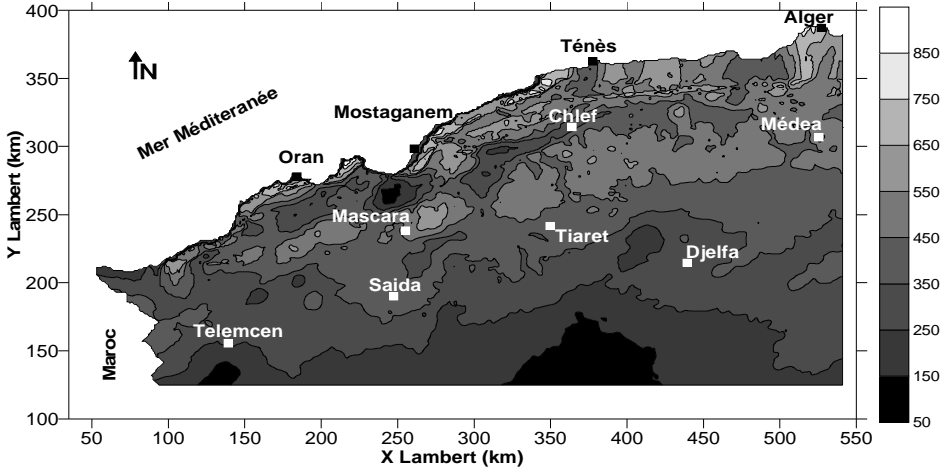 400
350
300
250
200
150
100
Y Lambert (km)
N
Mer Méditeranée
Alger
Ténès
Mostaganem
Chlef
Médea
Oran
Mascara
Tiaret
Djelfa
Saida
Telemcen
Maroc
50 100 150 200 250 300 350 400 450 500 550
X Lambert (km)
850
750
650
550
450
350
250
150
50